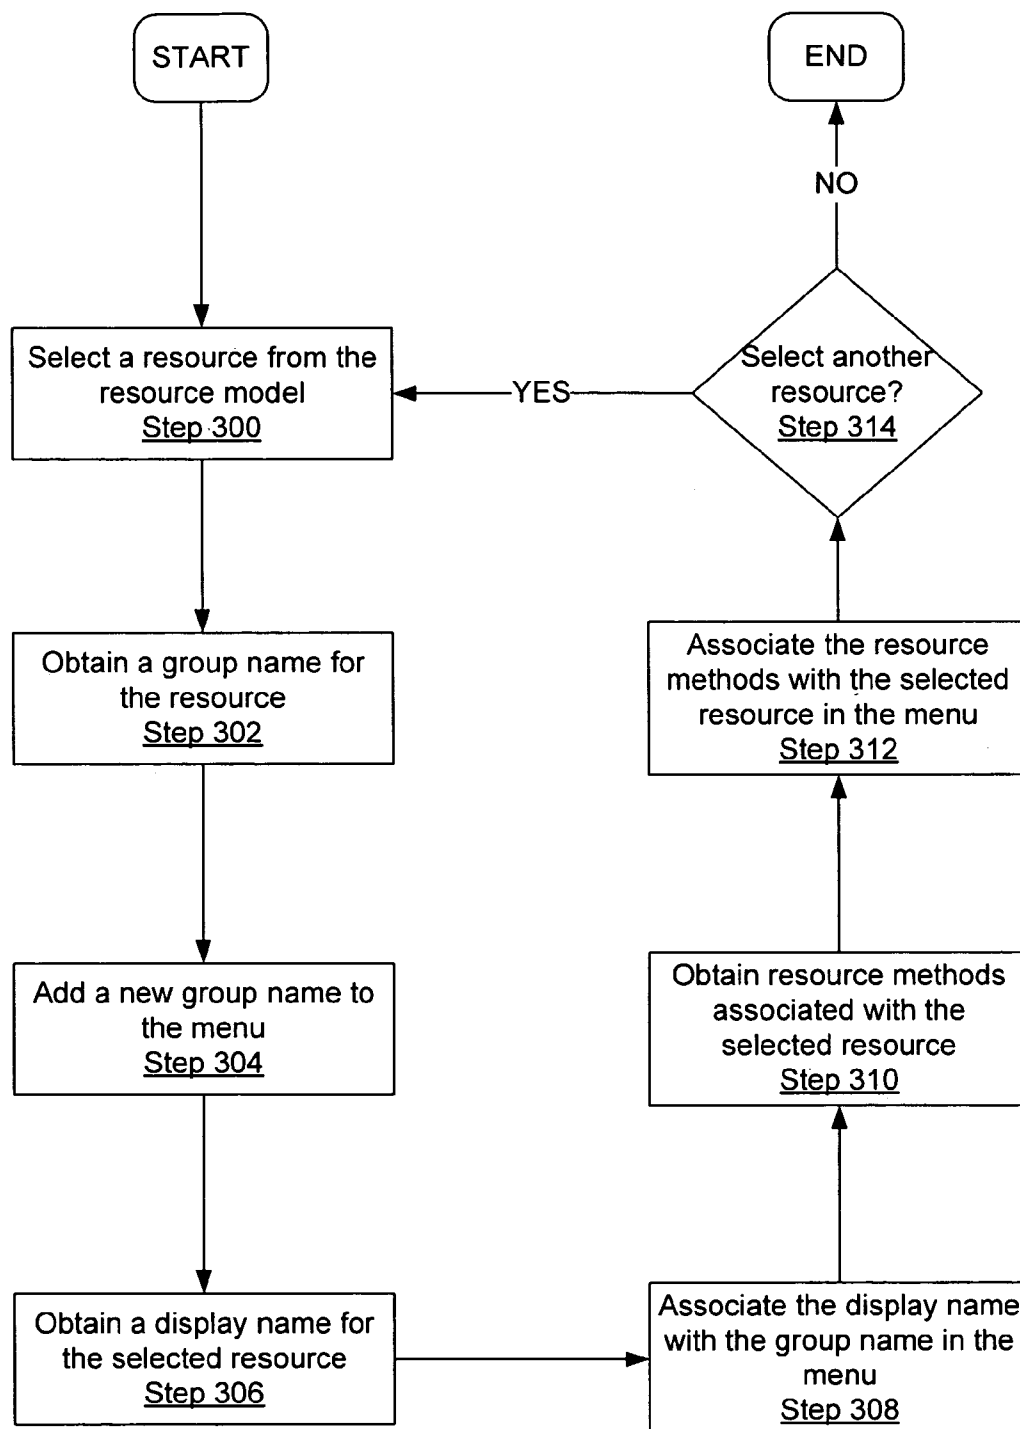 START
Select a resource from the
resource model
Step 300
Obtain a group name for
the resource
Step 302
Add a new group name to
the menu
Step 304
Obtain a display name for
the selected resource
Step 306
Associate the display name
with the group name in the
menu
Step 308
Obtain resource methods
associated with the
selected resource
Step 310
Associate the resource
methods with the selected
resource in the menu
Step 312
Select another
resource?
Step 314
YES
NO
END